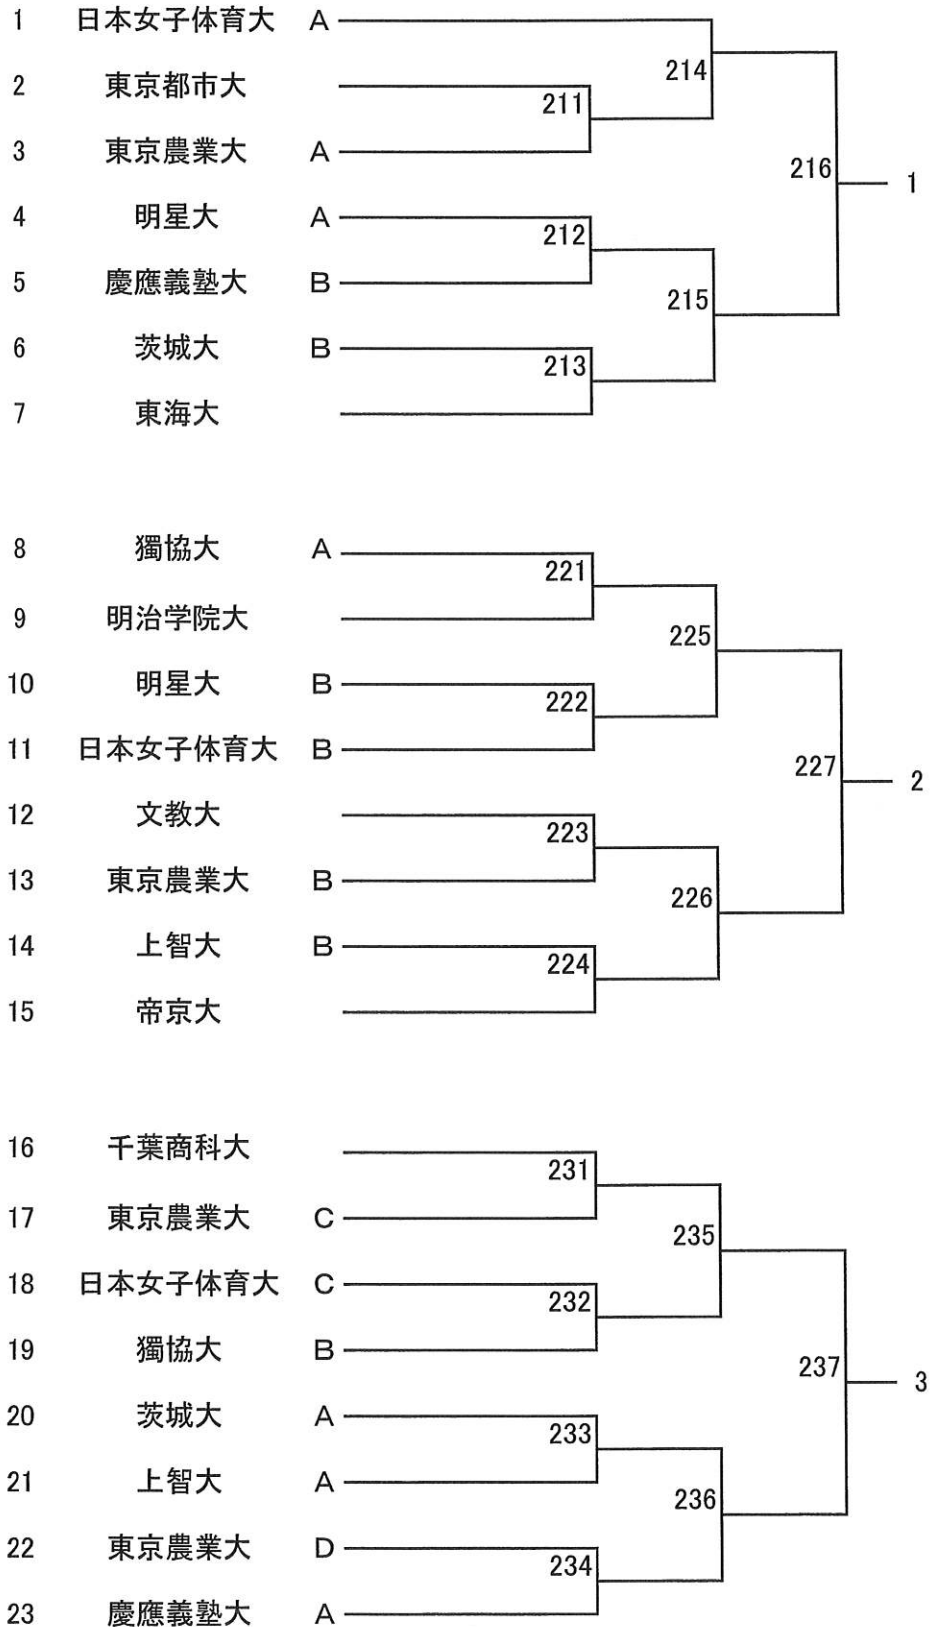 1 日本女子体育大 A
214
2 東京都市大
211
3 東京農業大 A
216 1
4 明星大 A
212
5 慶應義塾大 B
215
6 茨城大 B
213
7 東海大
8 獨協大 A
221
9 明治学院大
225
10 明星大 B
222
11 日本女子体育大 B
227 2
12 文教大
223
13 東京農業大 B
226
14 上智大 B
224
15 帝京大
16 千葉商科大
231
17 東京農業大 C
235
18 日本女子体育大 C
232
19 獨協大 B
237 3
20 茨城大 A
233
21 上智大 A
236
22 東京農業大 D
234
23 慶應義塾大 A